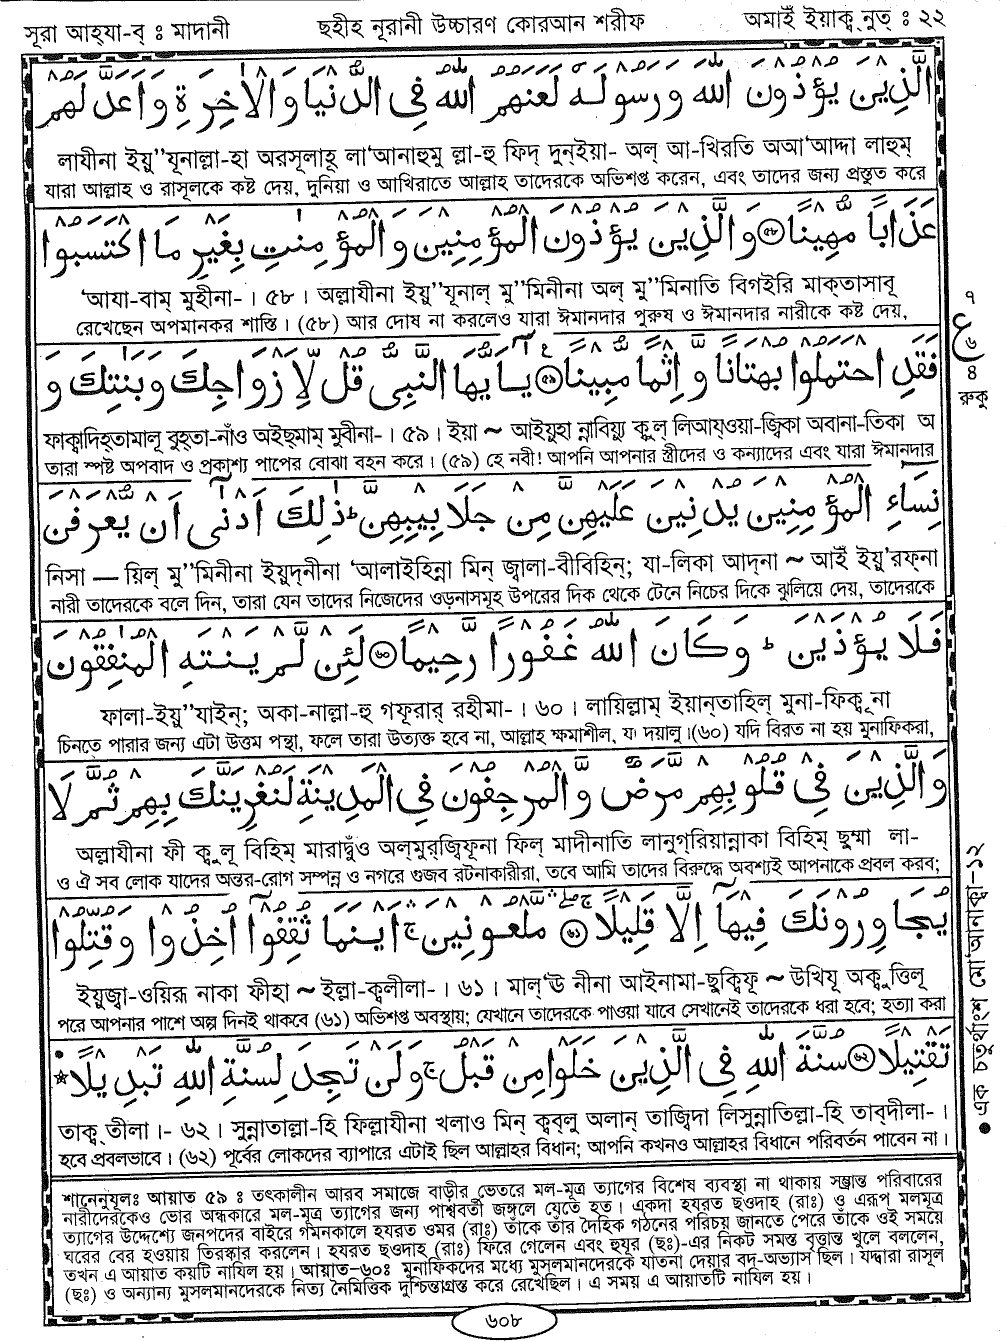 সূরা আহ্‌যা-ব্ : মাদানী ছহীহ্ নূরানী উচ্চারণ কোরআন শরীফ অমাইঁ ইয়াক্বনুত্ : ২২
الَّذِينَ يُؤْذُونَ اللَّهَ وَرَسُولَهُ لَعَنَهُمُ اللَّهُ فِي الدُّنْيَا وَالْآخِرَةِ وَأَعَدَّ لَهُمْ
লাযীনা ইয়ু’’যূনাল্লা-হা অরসূলাহূ লা‘আনাহুমু ল্লা-হু ফিদ্ দুন্‌ইয়া- অল্ আ-খিরতি অআ‘আদ্দা লাহুম্
যারা আল্লাহ ও রাসূলকে কষ্ট দেয়, দুনিয়া ও আখিরাতে আল্লাহ তাদেরকে অভিশপ্ত করেন, এবং তাদের জন্য প্রস্তুত করে
عَذَابًا مُّهِينًا ﴿٥٨﴾ وَالَّذِينَ يُؤْذُونَ الْمُؤْمِنِينَ وَالْمُؤْمِنٰتِ بِغَيْرِ مَا اكْتَسَبُوا
‘আযা-বাম্ মুহীনা-। ৫৮। অল্লাযীনা ইয়ু’’যূনাল্ মু’’মিনীনা অল্ মু’’মিনাতি বিগইরি মাক্‌তাসাবূ
রেখেছেন অপমানকর শাস্তি। (৫৮) আর দোষ না করলেও যারা ঈমানদার পুরুষ ও ঈমানদার নারীকে কষ্ট দেয়,
فَقَدِ احْتَمَلُوا بُهْتَانًا وَّإِثْمًا مُّبِينًا ﴿٥٩﴾ يٰٓأَيُّهَا النَّبِيُّ قُلْ لِّأَزْوَاجِكَ وَبَنٰتِكَ وَ
ফাক্বাদিহ্‌তামালূ বুহ্‌তা-নাঁও অইছ্‌মাম্ মুবীনা-। ৫৯। ইয়া ~ আইয়ুহা ন্নাবিয়্যু ক্বুল্ লিআয্‌ওয়া-জ্বিকা অবানা-তিকা অ
তারা স্পষ্ট অপবাদ ও প্রকাশ্য পাপের বোঝা বহন করে। (৫৯) হে নবী! আপনি আপনার স্ত্রীদের ও কন্যাদের এবং যারা ঈমানদার
نِسَاءِ الْمُؤْمِنِينَ يُدْنِينَ عَلَيْهِنَّ مِنْ جَلَابِيبِهِنَّ ط ذٰلِكَ أَدْنٰٓى أَنْ يُّعْرَفْنَ
নিসা — য়িল্ মু’’মিনীনা ইয়ুদ্‌নীনা ‘আলাইহিন্না মিন্ জ্বালা-বীবিহিন্; যা-লিকা আদ্‌না ~ আইঁ ইয়ু’রফ্‌না
নারী তাদেরকে বলে দিন, তারা যেন তাদের নিজেদের ওড়নাসমূহ উপরের দিক থেকে টেনে নিচের দিকে ঝুলিয়ে দেয়, তাদেরকে
فَلَا يُؤْذَيْنَ ط وَكَانَ اللَّهُ غَفُورًا رَّحِيمًا ﴿٦٠﴾ لَئِنْ لَّمْ يَنْتَهِ الْمُنٰفِقُونَ
ফালা-ইয়ু’’যাইন্; অকা-নাল্লা-হু গফূরার্ রহীমা-। ৬০। লায়িল্লাম্ ইয়ান্‌তাহিল্ মুনা-ফিক্বূনা
চিনতে পারার জন্য এটা উত্তম পন্থা, ফলে তারা উত্যক্ত হবে না, আল্লাহ ক্ষমাশীল, দয়ালু।(৬০) যদি বিরত না হয় মুনাফিকরা,
وَالَّذِينَ فِي قُلُوبِهِمْ مَّرَضٌ وَّالْمُرْجِفُونَ فِي الْمَدِينَةِ لَنُغْرِيَنَّكَ بِهِمْ ثُمَّ لَا
অল্লাযীনা ফী ক্বুলূ বিহিম্ মারাদ্বুঁও অল্‌মুর্‌জ্বিফূনা ফিল্ মাদীনাতি লানুগ্‌রিয়ান্নাকা বিহিম্ ছুম্মা লা-
ও ঐ সব লোক যাদের অন্তর-রোগ সম্পন্ন ও নগরে গুজব রটনাকারীরা, তবে আমি তাদের বিরুদ্ধে অবশ্যই আপনাকে প্রবল করব;
يُجَاوِرُونَكَ فِيهَآ إِلَّا قَلِيلًا ﴿٦١﴾ مَلْعُونِينَ ج أَيْنَمَا ثُقِفُوٓا أُخِذُوا وَقُتِّلُوا
ইয়ুজ্বা-ওয়িরূ নাকা ফীহা ~ ইল্লা-ক্বলীলা-। ৬১। মাল্‘ঊ নীনা আইনামা-ছুক্বিফূ ~ উখিযূ অক্বুত্তিলূ
পরে আপনার পাশে অল্প দিনই থাকবে (৬১) অভিশপ্ত অবস্থায়; যেখানে তাদেরকে পাওয়া যাবে সেখানেই তাদেরকে ধরা হবে; হত্যা করা
تَقْتِيلًا ﴿٦٢﴾ سُنَّةَ اللَّهِ فِي الَّذِينَ خَلَوْا مِنْ قَبْلُ ج وَلَنْ تَجِدَ لِسُنَّةِ اللَّهِ تَبْدِيلًا
তাক্ব্‌তীলা।- ৬২। সুন্নাতাল্লা-হি ফিল্লাযীনা খলাও মিন্ ক্বব্‌লু অলান্ তাজ্বিদা লিসুন্নাতিল্লা-হি তাব্‌দীলা-।
হবে প্রবলভাবে। (৬২) পূর্বের লোকদের ব্যাপারে এটাই ছিল আল্লাহর বিধান; আপনি কখনও আল্লাহর বিধানে পরিবর্তন পাবেন না।
শানেনুযূলঃ আয়াত ৫৯ : তৎকালীন আরব সমাজে বাড়ীর ভেতরে মল-মূত্র ত্যাগের বিশেষ ব্যবস্থা না থাকায় সম্ভ্রান্ত পরিবারের
নারীদেরকেও ভোর অন্ধকারে মল-মূত্র ত্যাগের জন্য পার্শ্ববর্তী জঙ্গলে যেতে হত। একদা হযরত ছওদাহ (রাঃ) ও এরূপ মলমূত্র
ত্যাগের উদ্দেশ্যে জনপদের বাইরে গমনকালে হযরত ওমর (রাঃ) তাঁকে তাঁর দৈহিক গঠনের পরিচয় জানতে পেরে তাঁকে ওই সময়ে
ঘরের বের হওয়ায় তিরস্কার করলেন। হযরত ছওদাহ (রাঃ) ফিরে গেলেন এবং হুযূর (ছঃ)-এর নিকট সমস্ত বৃত্তান্ত খুলে বললেন,
তখন এ আয়াত কয়টি নাযিল হয়। আয়াত-৬০ঃ মুনাফিকদের মধ্যে মুসলমানদেরকে যাতনা দেয়ার বদ-অভ্যাস ছিল। যদ্দ্বারা রাসূল
(ছঃ) ও অন্যান্য মুসলমানদেরকে নিত্য নৈমিত্তিক দুশ্চিন্তাগ্রস্ত করে রেখেছিল। এ সময় এ আয়াতটি নাযিল হয়।
৬০৮
৭
ع
৬
৪
রুকু
● এক চতুর্থাংশ মো‘আনাক্বা-১২